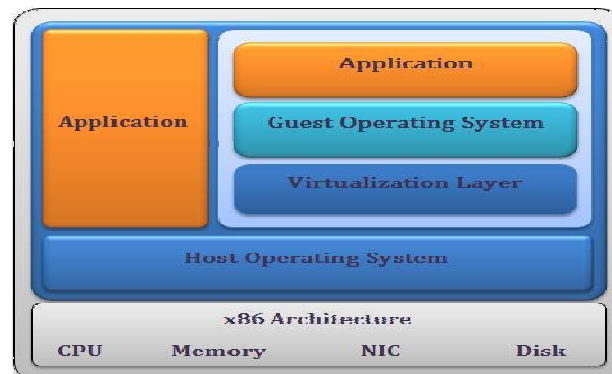 Application
Application
Guest Operating System
Virtualization Layer
Host Operating System
x86 Architecture
CPU Memory NIC Disk